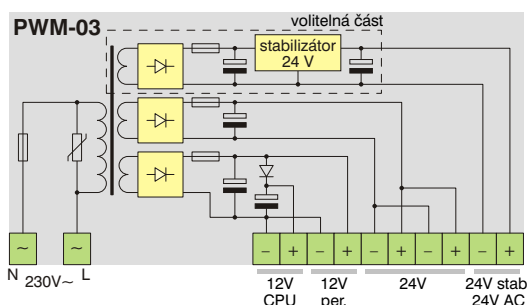 PWM-03
volitelná část
stabilizátor
24 V
~ ~ − + − + − + − + − +
N 230V~ L
12V
CPU
12V
per.
24V
24V stab.
24V AC